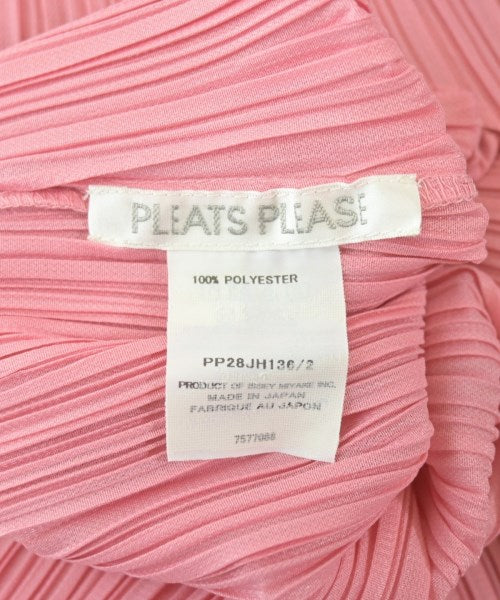 PLEATS PLEASE
100% POLYESTER
PP28JH136/2
PRODUCT OF ISSEY MIYAKE INC.
MADE IN JAPAN
FABRIQUE AU JAPON
7577088